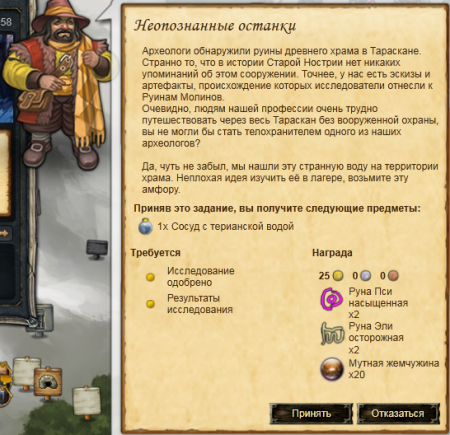 58
Неопознанные останки
Археологи обнаружили руины древнего храма в Тараскане.
Странно то, что в истории Старой Нострии нет никаких
упоминаний об этом сооружении. Точнее, у нас есть эскизы и
артефакты, происхождение которых исследователи отнесли к
Руинам Молинов.
Очевидно, людям нашей профессии очень трудно
путешествовать через весь Тараскан без вооруженной охраны,
вы не могли бы стать телохранителем одного из наших
археологов?
Да, чуть не забыл, мы нашли эту странную воду на территории
храма. Неплохая идея изучить её в лагере, возьмите эту
амфору.
Приняв это задание, вы получите следующие предметы:
1x Сосуд с терианской водой
Требуется
Исследование
одобрено
Результаты
исследования
Награда
25 0 0
Руна Пси
насыщенная
x2
Руна Эли
осторожная
x2
Мутная жемчужина
x20
Принять
Отказаться